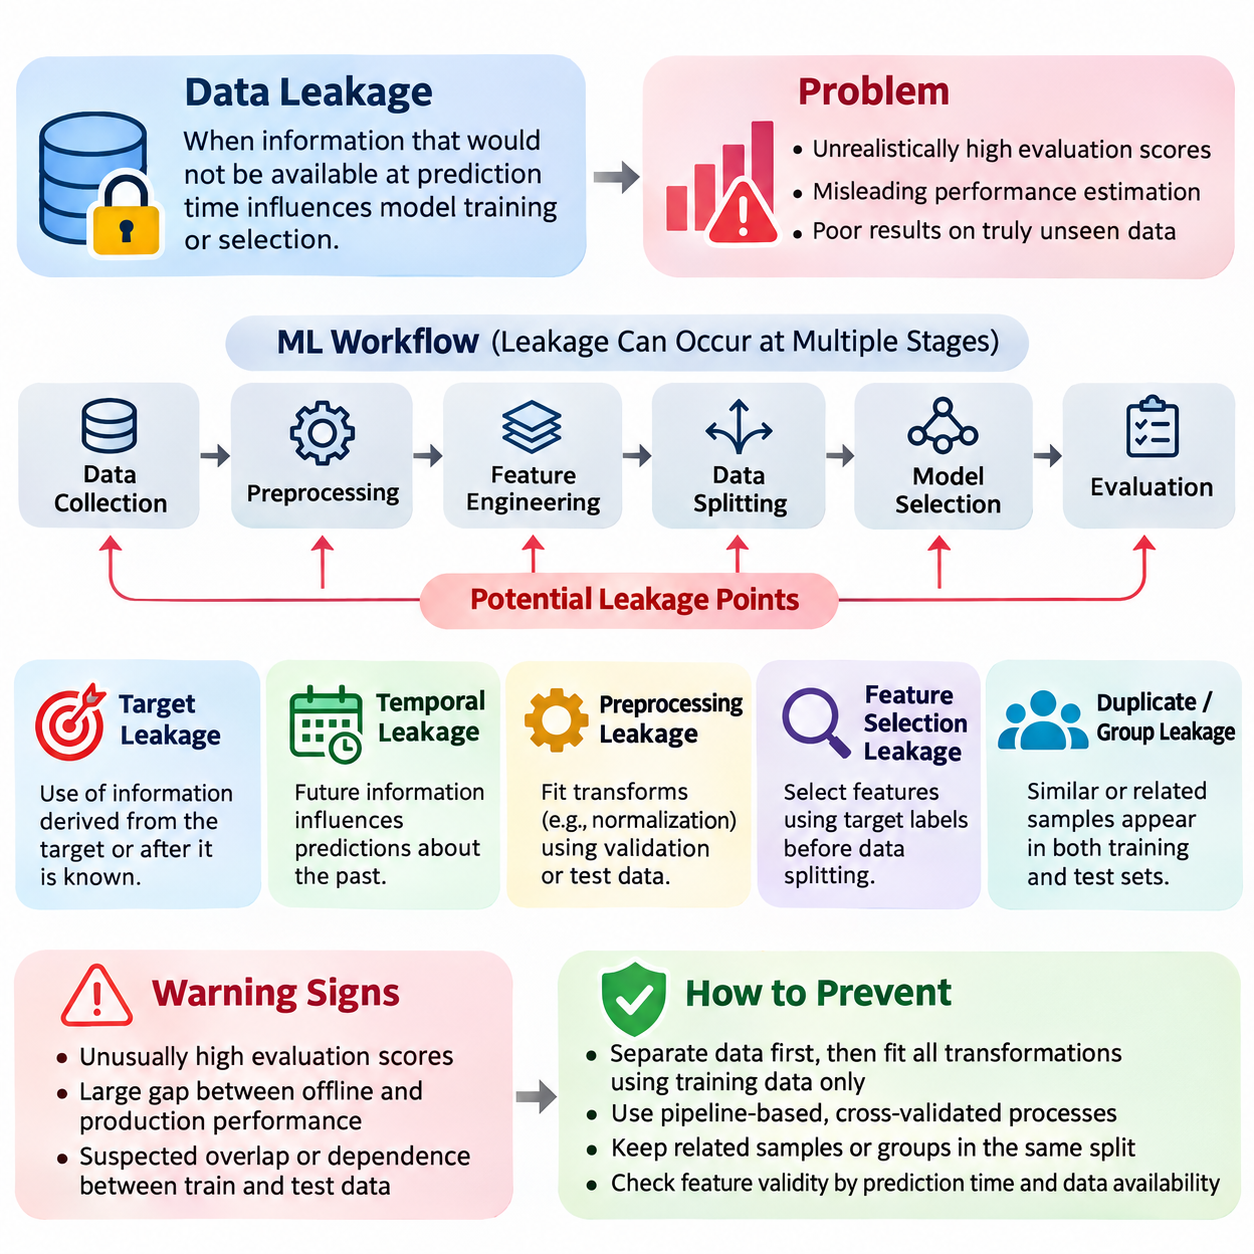 Data Leakage
When information that would
not be available at prediction
time influences model training
or selection.
Problem
• Unrealistically high evaluation scores
• Misleading performance estimation
• Poor results on truly unseen data
ML Workflow (Leakage Can Occur at Multiple Stages)
Data
Collection
Preprocessing
Feature
Engineering
Data
Splitting
Model
Selection
Evaluation
Potential Leakage Points
Target
Leakage
Use of information
derived from the
target or after it
is known.
Temporal
Leakage
Future information
influences
predictions about
the past.
Preprocessing
Leakage
Fit transforms
(e.g., normalization)
using validation
or test data.
Feature
Selection
Leakage
Select features
using target labels
before data
splitting.
Duplicate /
Group Leakage
Similar or related
samples appear
in both training
and test sets.
Warning Signs
• Unusually high evaluation scores
• Large gap between offline and
production performance
• Suspected overlap or dependence
between train and test data
How to Prevent
• Separate data first, then fit all transformations
using training data only
• Use pipeline-based, cross-validated processes
• Keep related samples or groups in the same split
• Check feature validity by prediction time and data availability